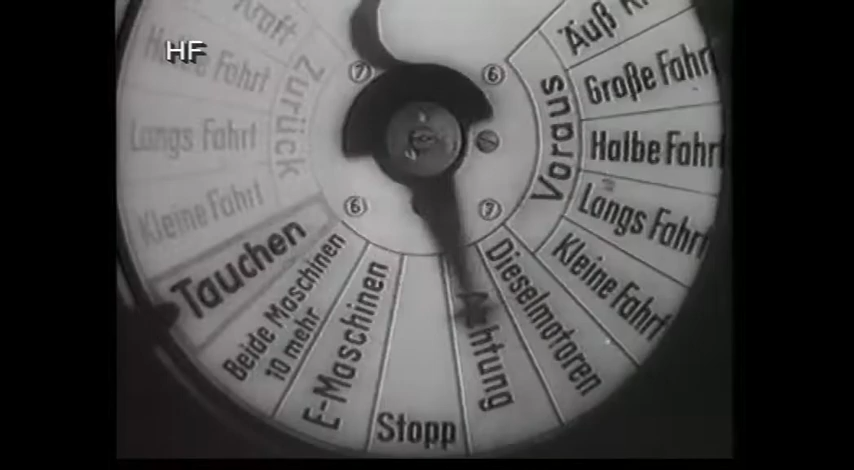 HF
Kraft
Halbe Fahrt
Langs Fahrt
Kleine Fahrt
Zurück
Tauchen
Beide Maschinen
10 mehr
E-Maschinen
Stopp
Achtung
Dieselmotoren
Kleine Fahrt
Langs Fahrt
Halbe Fahrt
Große Fahrt
Äuß
Voraus
7
6
6
7